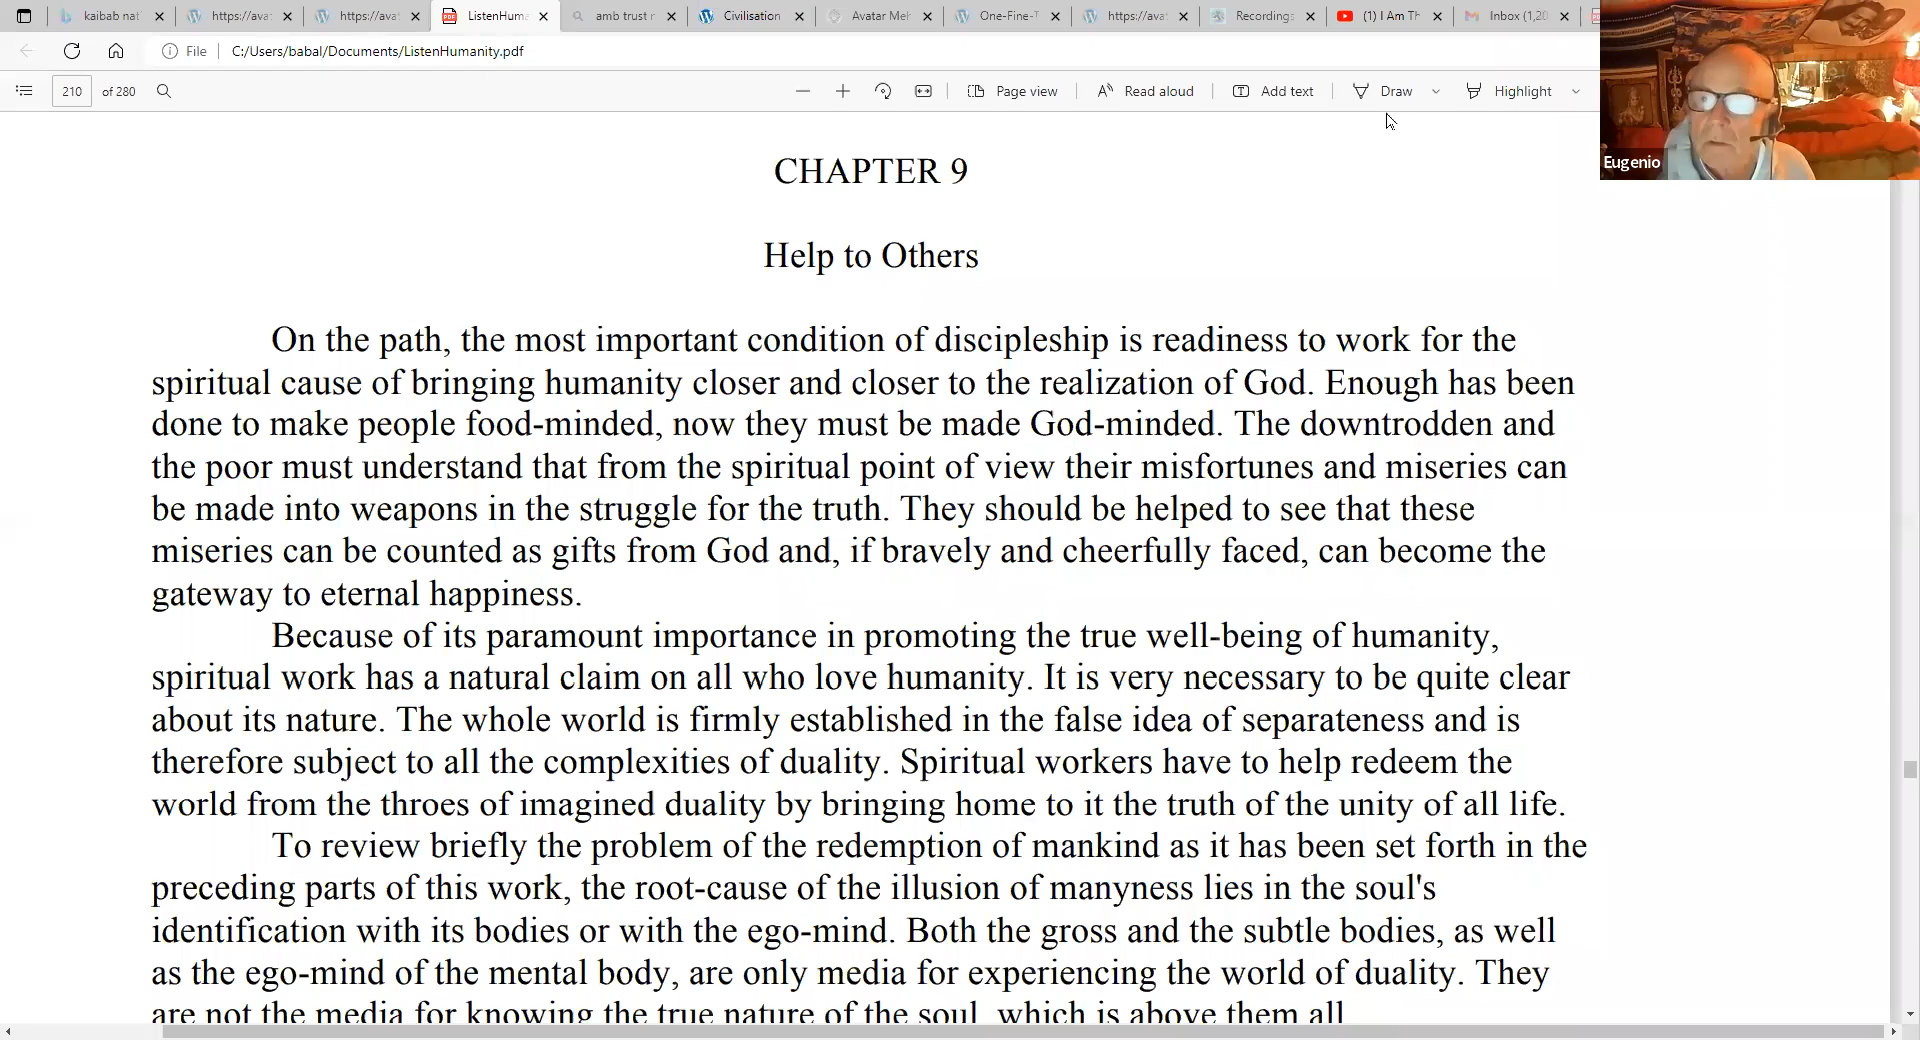 kaibab nat
https://avat
https://avat
ListenHuma
amb trust r
Civilisation
Avatar Meh
One-Fine-T
https://avat
Recordings
(1) I Am Th
Inbox (1,20
File C:/Users/babal/Documents/ListenHumanity.pdf
210 of 280 Page view Read aloud Add text Draw Highlight
Eugenio
CHAPTER 9
Help to Others
On the path, the most important condition of discipleship is readiness to work for the
spiritual cause of bringing humanity closer and closer to the realization of God. Enough has been
done to make people food-minded, now they must be made God-minded. The downtrodden and
the poor must understand that from the spiritual point of view their misfortunes and miseries can
be made into weapons in the struggle for the truth. They should be helped to see that these
miseries can be counted as gifts from God and, if bravely and cheerfully faced, can become the
gateway to eternal happiness.
Because of its paramount importance in promoting the true well-being of humanity,
spiritual work has a natural claim on all who love humanity. It is very necessary to be quite clear
about its nature. The whole world is firmly established in the false idea of separateness and is
therefore subject to all the complexities of duality. Spiritual workers have to help redeem the
world from the throes of imagined duality by bringing home to it the truth of the unity of all life.
To review briefly the problem of the redemption of mankind as it has been set forth in the
preceding parts of this work, the root-cause of the illusion of manyness lies in the soul's
identification with its bodies or with the ego-mind. Both the gross and the subtle bodies, as well
as the ego-mind of the mental body, are only media for experiencing the world of duality. They
are not the media for knowing the true nature of the soul, which is above them all